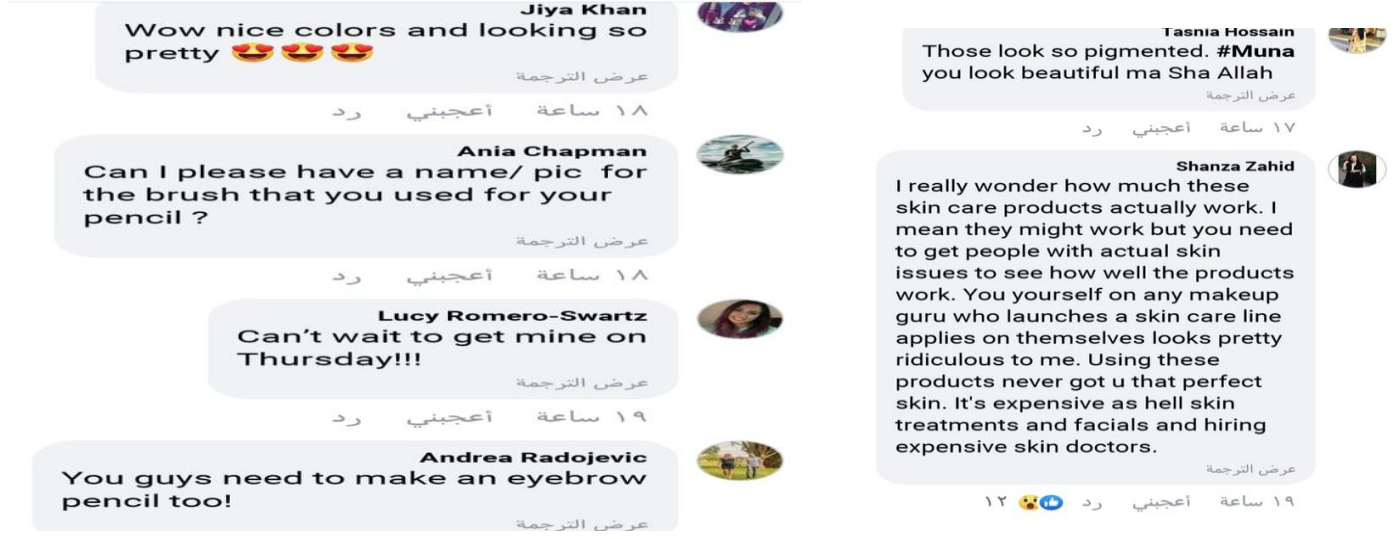 Jiya Khan
Wow nice colors and looking so
pretty 😍😍😍
عرض الترجمة
١٨ ساعة أعجبني رد
Ania Chapman
Can I please have a name/ pic for
the brush that you used for your
pencil ?
عرض الترجمة
١٨ ساعة أعجبني رد
Lucy Romero-Swartz
Can’t wait to get mine on
Thursday!!!
عرض الترجمة
١٩ ساعة أعجبني رد
Andrea Radojevic
You guys need to make an eyebrow
pencil too!
عرض الترجمة
Tasnia Hossain
Those look so pigmented. #Muna
you look beautiful ma Sha Allah
عرض الترجمة
١٧ ساعة أعجبني رد
Shanza Zahid
I really wonder how much these
skin care products actually work. I
mean they might work but you need
to get people with actual skin
issues to see how well the products
work. You yourself on any makeup
guru who launches a skin care line
applies on themselves looks pretty
ridiculous to me. Using these
products never got u that perfect
skin. It's expensive as hell skin
treatments and facials and hiring
expensive skin doctors.
عرض الترجمة
١٩ ساعة أعجبني رد ١٢